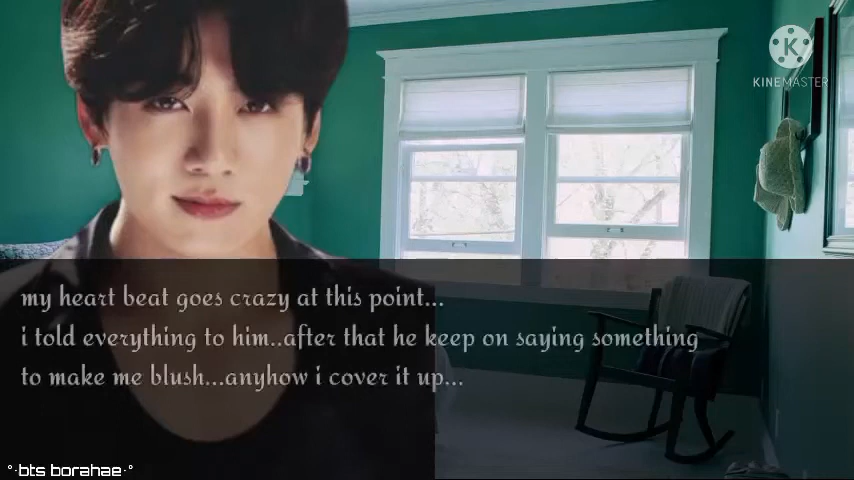 KINEMASTER
my heart beat goes crazy at this point...
i told everything to him..after that he keep on saying something
to make me blush...anyhow i cover it up...
°·bts borahae·°